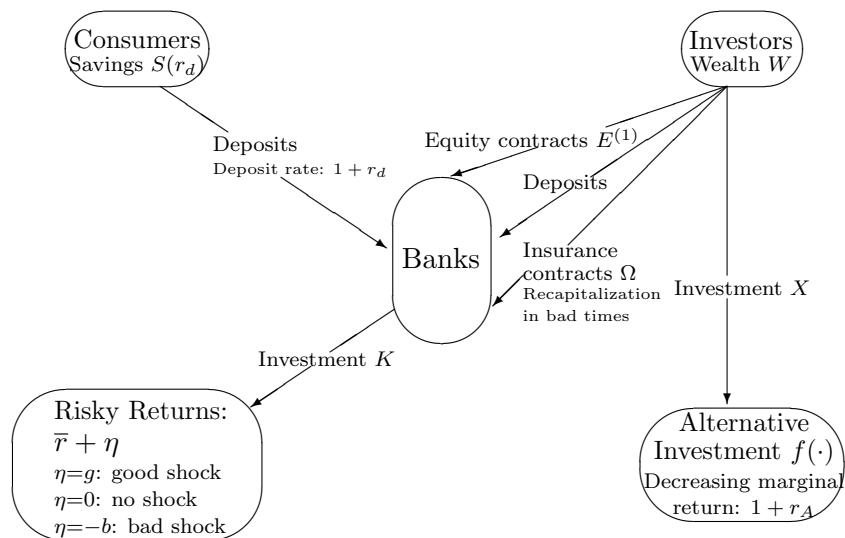 Consumers
Savings S(r_d)
Investors
Wealth W
Deposits
Deposit rate: 1 + r_d
Equity contracts E^(1)
Deposits
Banks
Insurance
contracts Ω
Recapitalization
in bad times
Investment X
Investment K
Risky Returns:
r̅ + η
η=g: good shock
η=0: no shock
η=−b: bad shock
Alternative
Investment f(·)
Decreasing marginal
return: 1 + r_A